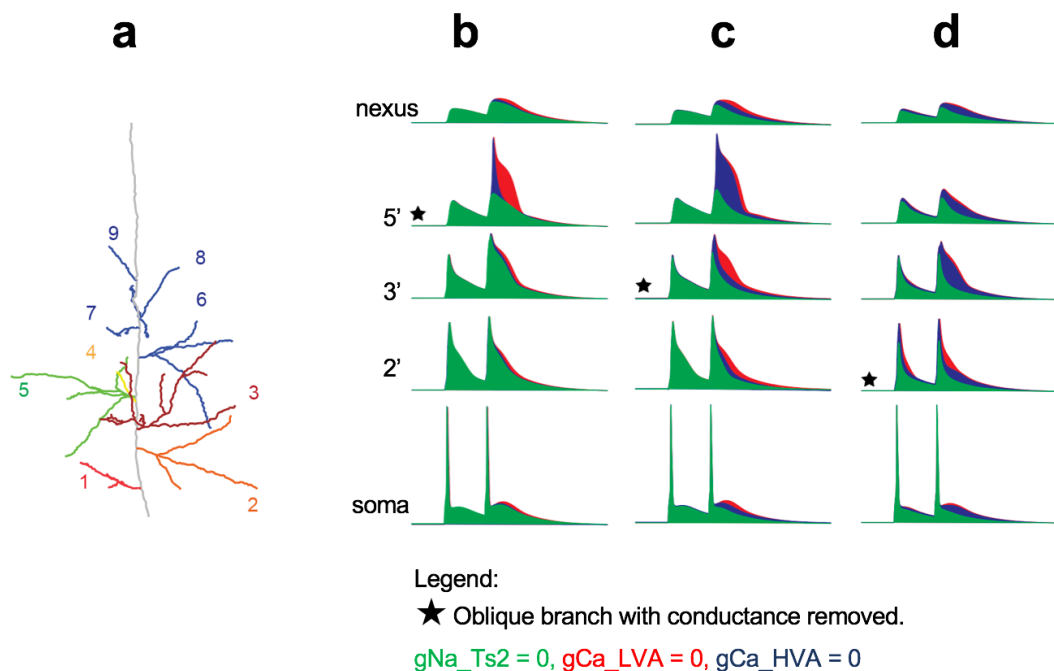 a
b
c
d
nexus
5'
3'
2'
soma
9
8
7
6
4
5
3
1
2
Legend:
★ Oblique branch with conductance removed.
gNa_Ts2 = 0, gCa_LVA = 0, gCa_HVA = 0